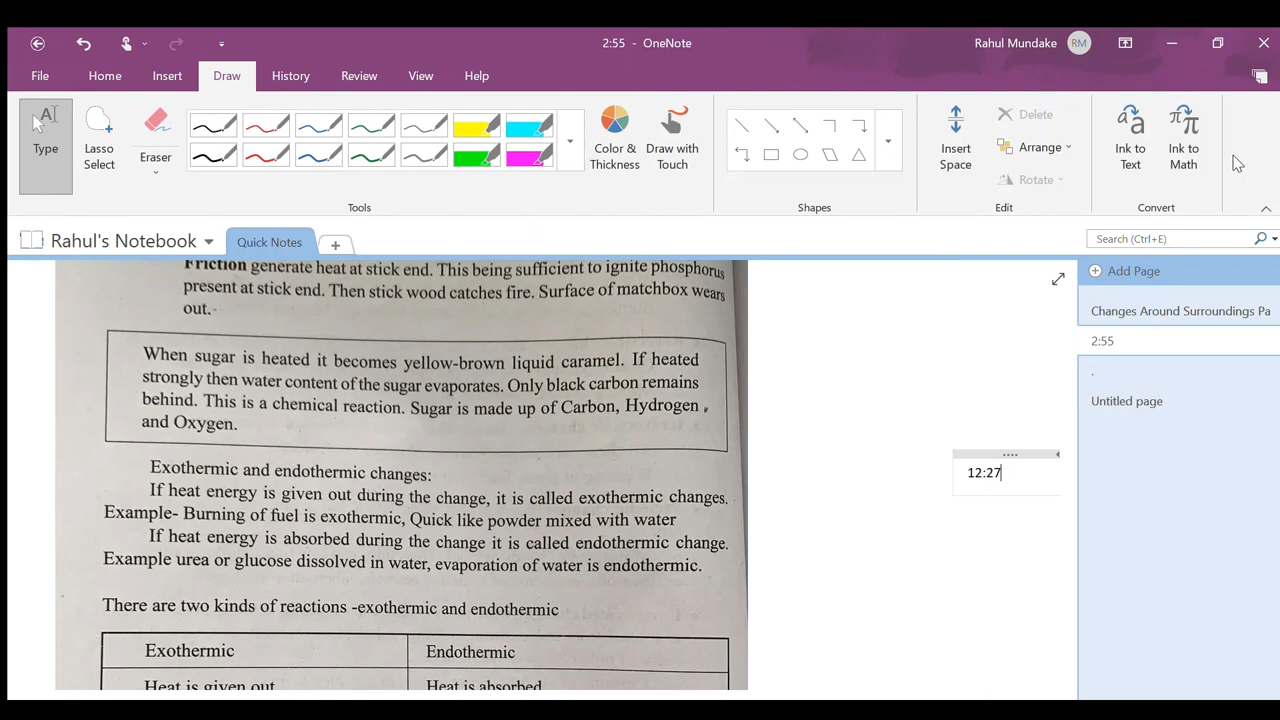 2:55 - OneNote
Rahul Mundake
RM
File
Home
Insert
Draw
History
Review
View
Help
Type
Lasso
Select
Eraser
Color &
Thickness
Draw with
Touch
Insert
Space
Delete
Arrange
Rotate
Ink to
Text
Ink to
Math
Tools
Shapes
Edit
Convert
Rahul's Notebook
Quick Notes
Search (Ctrl+E)
Friction generate heat at stick end. This being sufficient to ignite phosphorus
present at stick end. Then stick wood catches fire. Surface of matchbox wears
out.
When sugar is heated it becomes yellow-brown liquid caramel. If heated
strongly then water content of the sugar evaporates. Only black carbon remains
behind. This is a chemical reaction. Sugar is made up of Carbon, Hydrogen,
and Oxygen.
Exothermic and endothermic changes:
If heat energy is given out during the change, it is called exothermic changes.
Example- Burning of fuel is exothermic, Quick like powder mixed with water
If heat energy is absorbed during the change it is called endothermic change.
Example urea or glucose dissolved in water, evaporation of water is endothermic.
There are two kinds of reactions -exothermic and endothermic
Exothermic
Endothermic
Heat is given out
Heat is absorbed
12:27
Add Page
Changes Around Surroundings Pa
2:55
.
Untitled page